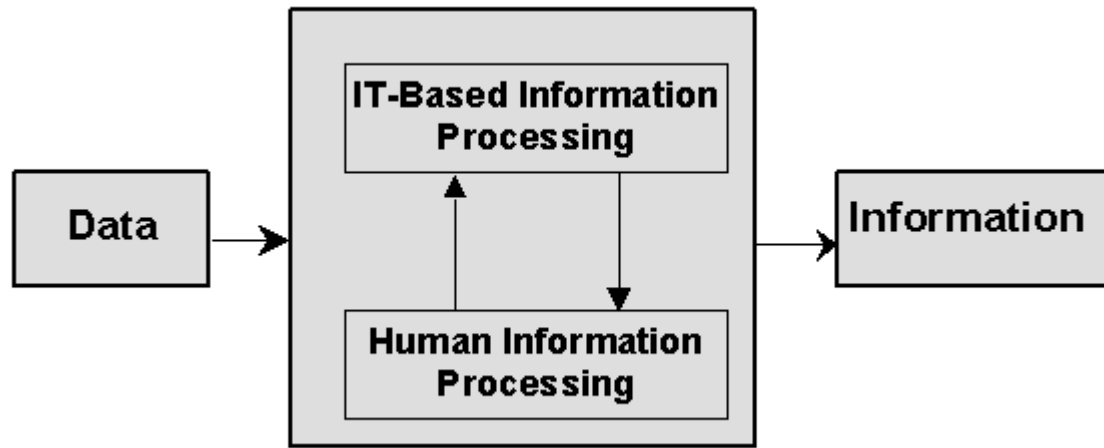 Data
IT-Based Information
Processing
Human Information
Processing
Information